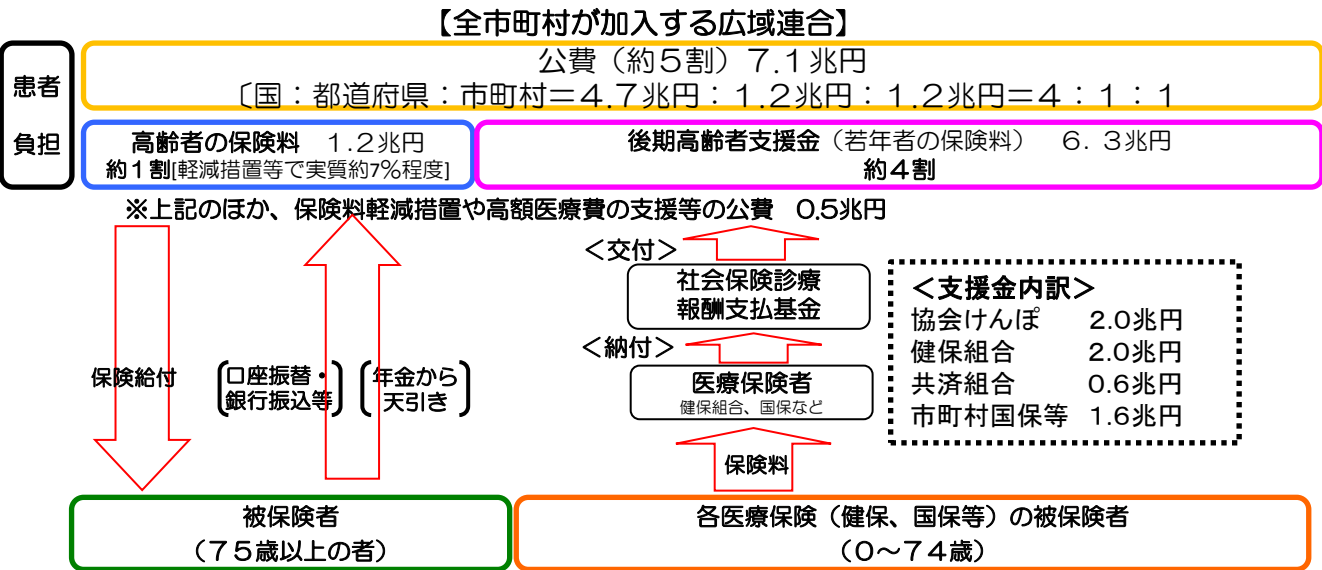 【全市町村が加入する広域連合】
患者
負担
公費（約５割）７.１兆円
〔国：都道府県：市町村＝４.７兆円：１.２兆円：１.２兆円＝４：１：１
高齢者の保険料　１.２兆円
約１割[軽減措置等で実質約7％程度]
後期高齢者支援金（若年者の保険料）　６．３兆円
約４割
※上記のほか、保険料軽減措置や高額医療費の支援等の公費　0.5兆円
＜交付＞
社会保険診療
報酬支払基金
＜納付＞
医療保険者
健保組合、国保など
保険料
＜支援金内訳＞
協会けんぽ　2.0兆円
健保組合　2.0兆円
共済組合　0.6兆円
市町村国保等　1.6兆円
保険給付
口座振替・
銀行振込等
年金から
天引き
被保険者
（７５歳以上の者）
各医療保険（健保、国保等）の被保険者
（０～７４歳）